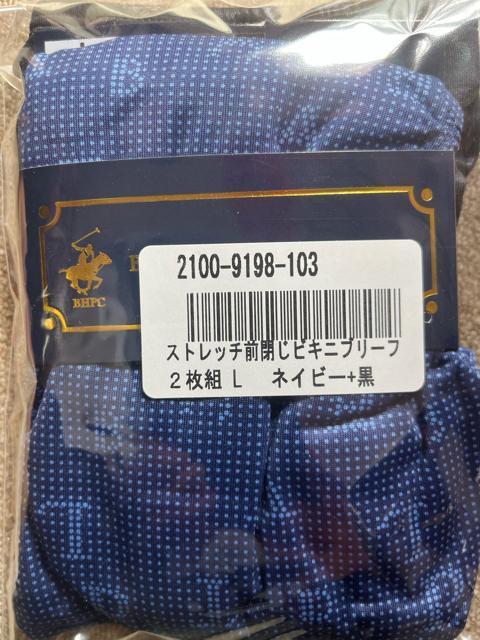 BHPC
2100-9198-103
ストレッチ前閉じビキニブリーフ
２枚組 L　ネイビー+黒